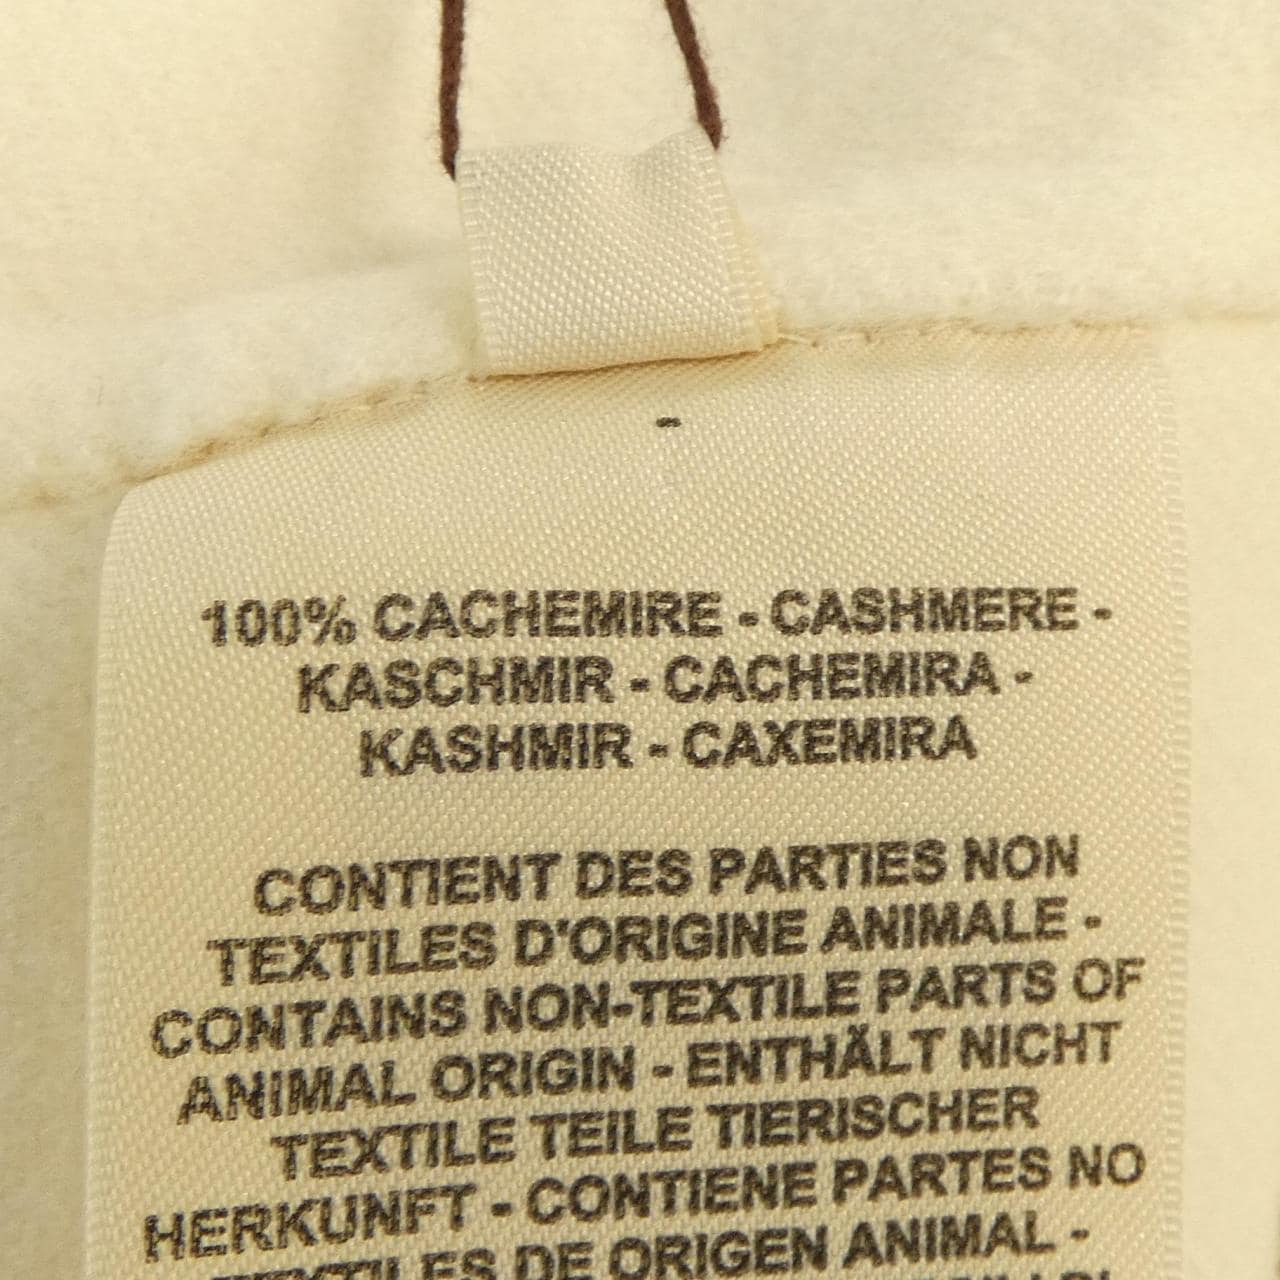 -
100% CACHEMIRE - CASHMERE -
KASCHMIR - CACHEMIRA -
KASHMIR - CAXEMIRA
CONTIENT DES PARTIES NON
TEXTILES D'ORIGINE ANIMALE -
CONTAINS NON-TEXTILE PARTS OF
ANIMAL ORIGIN - ENTHÄLT NICHT
TEXTILE TEILE TIERISCHER
HERKUNFT - CONTIENE PARTES NO
TEXTILES DE ORIGEN ANIMAL -